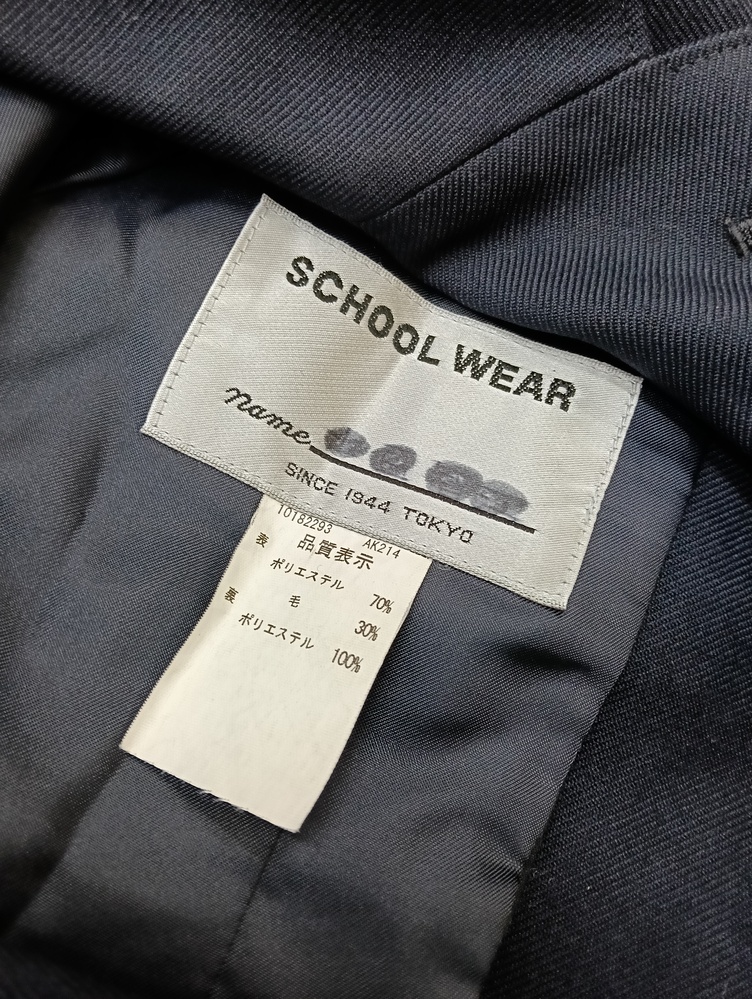 SCHOOL WEAR
name
SINCE 1944 TOKYO
10182293 AK214
品質表示
表 ポリエステル 70%
毛 30%
裏 ポリエステル 100%